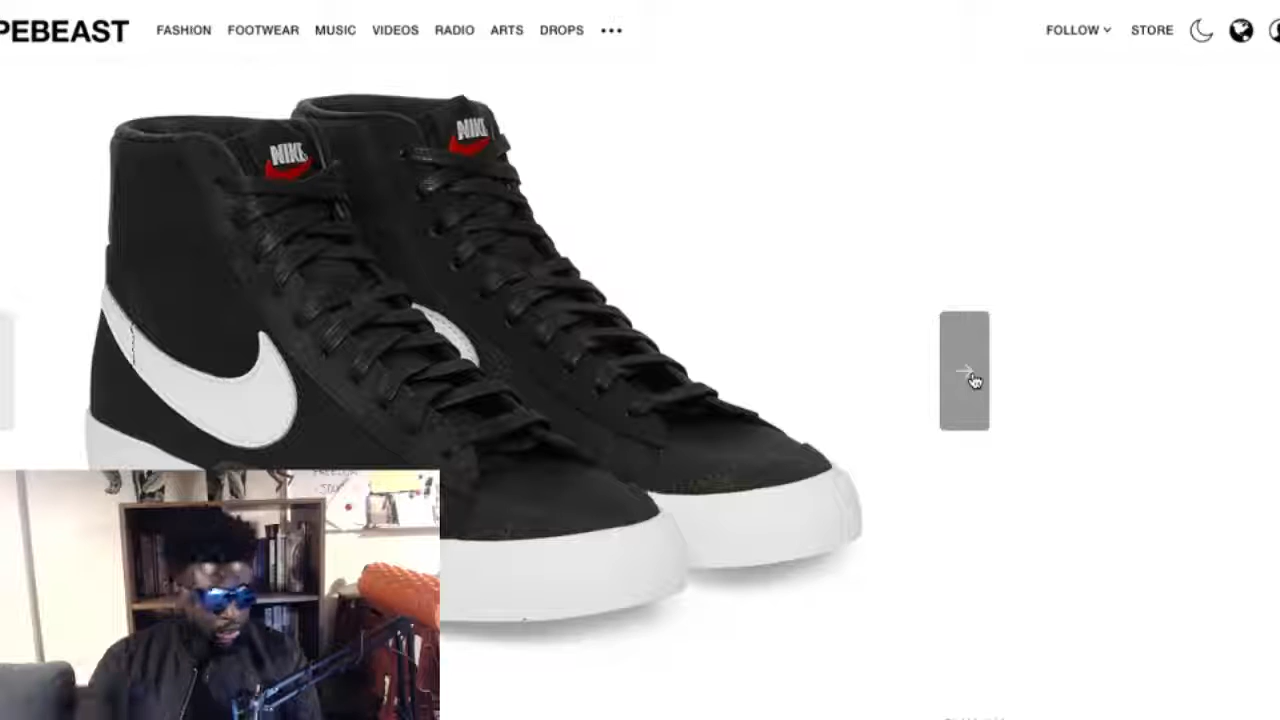 PEBEAST FASHION FOOTWEAR MUSIC VIDEOS RADIO ARTS DROPS ••• FOLLOW STORE
NIKE
NIKE